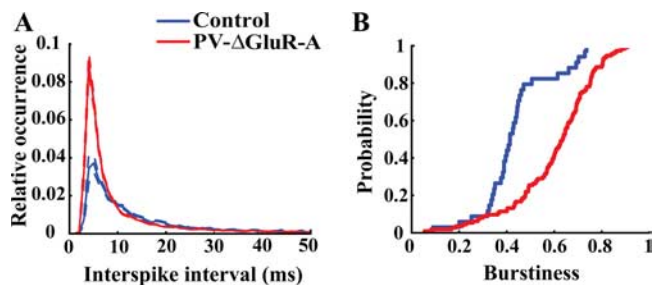 A
Control
PV-ΔGluR-A
Relative occurrence
0.1
0.08
0.06
0.04
0.02
0
0 10 20 30 40 50
Interspike interval (ms)
B
Probability
1
0.8
0.6
0.4
0.2
0
0 0.2 0.4 0.6 0.8 1
Burstiness